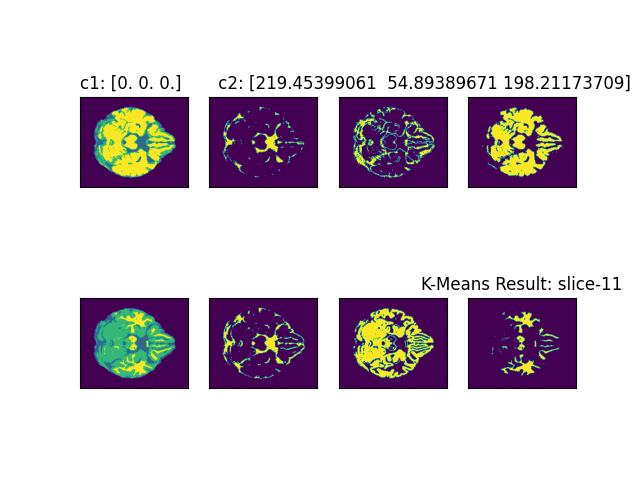 c1: [0. 0. 0.]
c2: [219.45399061  54.89389671 198.21173709]
K-Means Result: slice-11